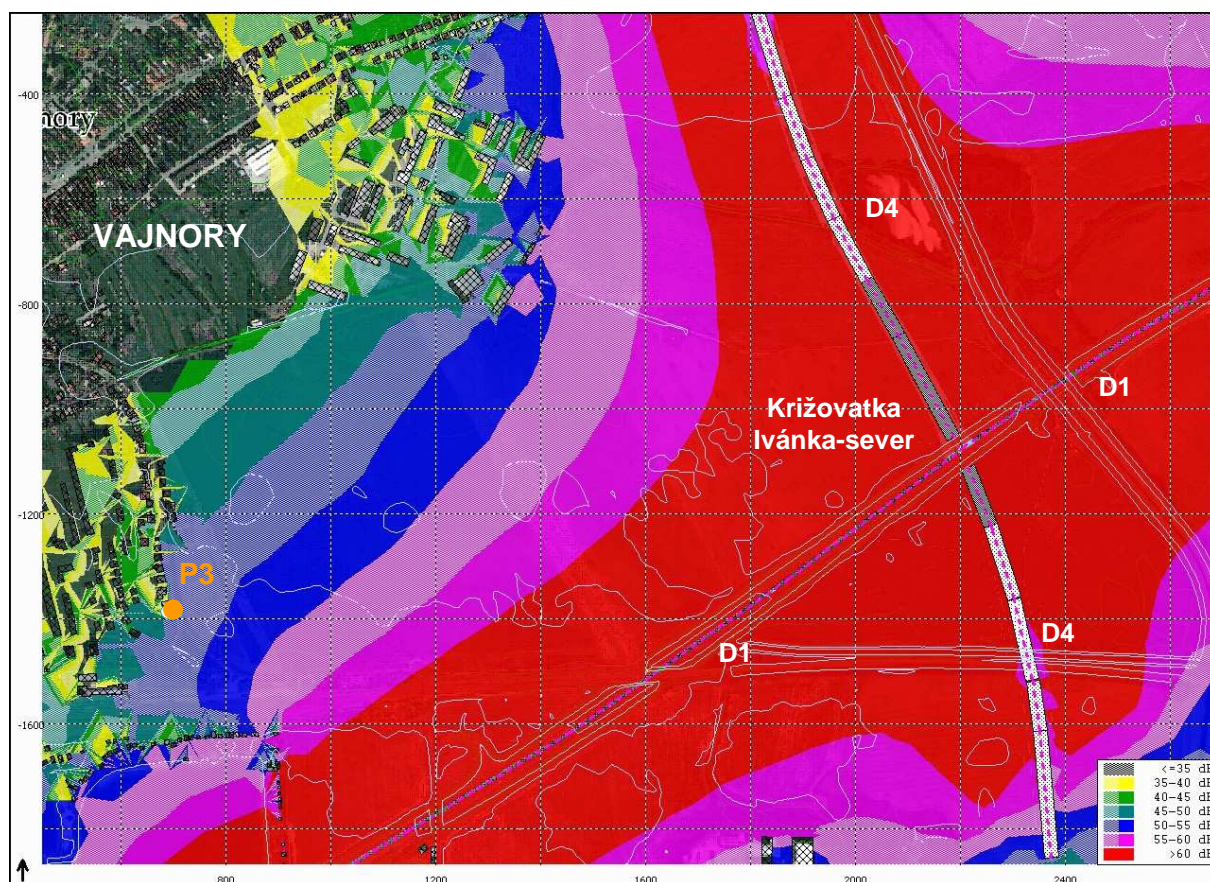 -400
nory
VAJNORY
D4
-800
D1
Križovatka
Ivánka-sever
-1200
P3
D4
D1
-1600
<=35 dB
35-40 dB
40-45 dB
45-50 dB
50-55 dB
55-60 dB
>60 dB
800
1200
1600
2000
2400